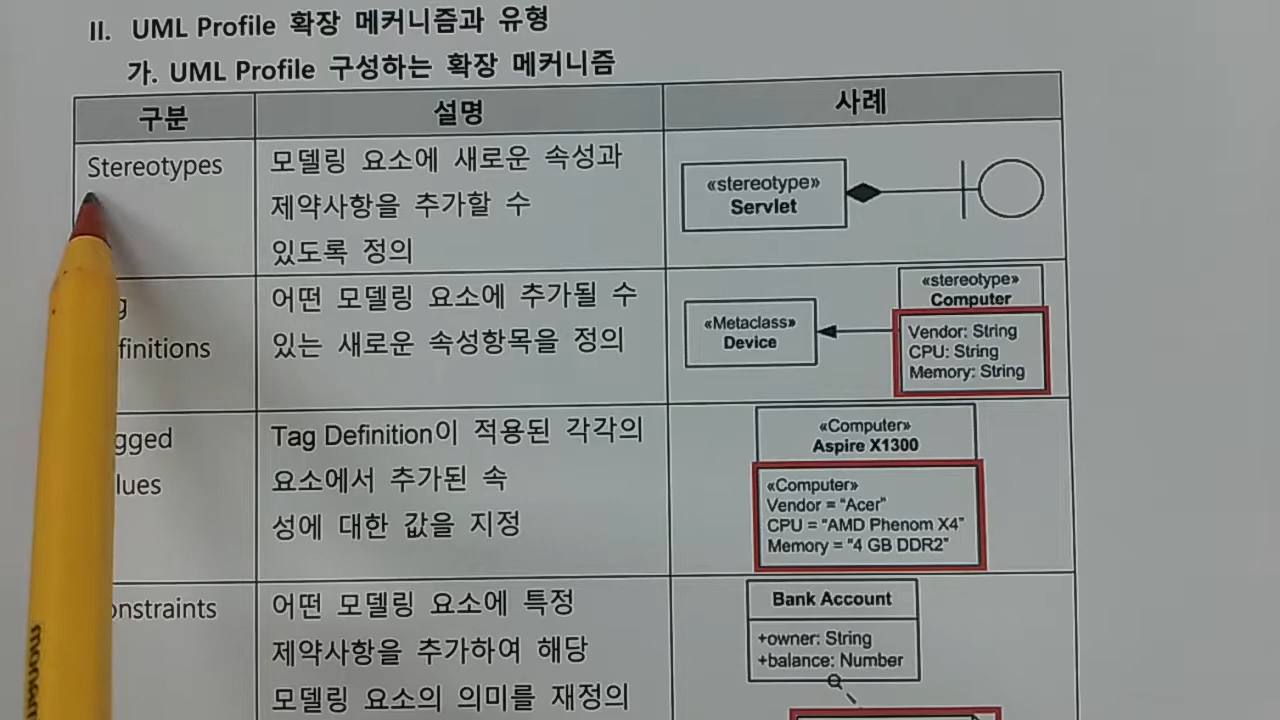 II. UML Profile 확장 메커니즘과 유형
가. UML Profile 구성하는 확장 메커니즘
구분
설명
사례
Stereotypes
모델링 요소에 새로운 속성과
제약사항을 추가할 수
있도록 정의
«stereotype»
Servlet
어떤 모델링 요소에 추가될 수
있는 새로운 속성항목을 정의
«Metaclass»
Device
«stereotype»
Computer
Vendor: String
CPU: String
Memory: String
Tag Definition이 적용된 각각의
요소에서 추가된 속
성에 대한 값을 지정
«Computer»
Aspire X1300
«Computer»
Vendor = "Acer"
CPU = "AMD Phenom X4"
Memory = "4 GB DDR2"
어떤 모델링 요소에 특정
제약사항을 추가하여 해당
모델링 요소의 의미를 재정의
Bank Account
+owner: String
+balance: Number